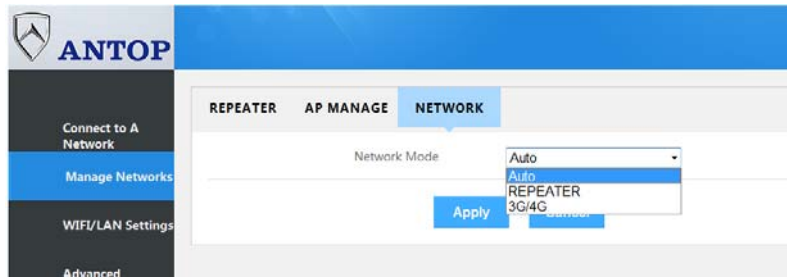 ANTOP
REPEATER AP MANAGE NETWORK
Connect to A
Network
Manage Networks
WIFI/LAN Settings
Advanced
Network Mode Auto
Auto
REPEATER
3G/4G
Apply